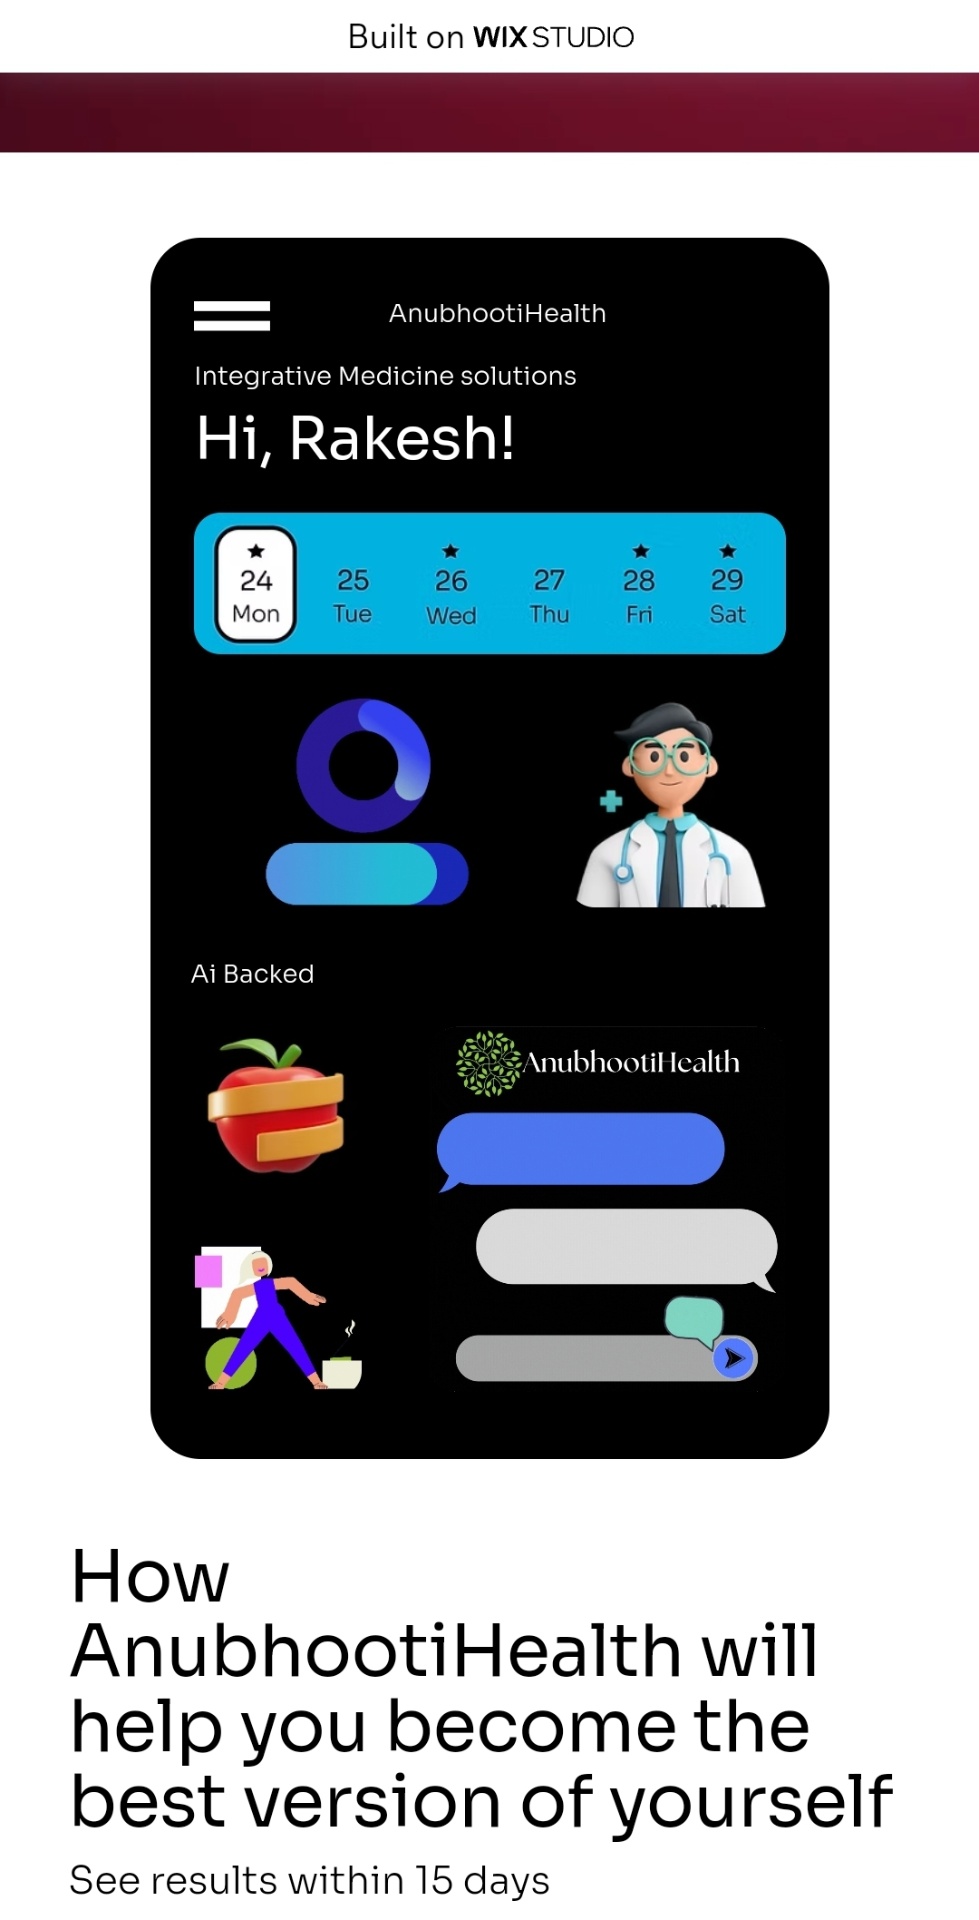 Built on WIX STUDIO
AnubhootiHealth
Integrative Medicine solutions
Hi, Rakesh!
24 25 26 27 28 29
Mon Tue Wed Thu Fri Sat
Ai Backed
AnubhootiHealth
How
AnubhootiHealth will
help you become the
best version of yourself
See results within 15 days